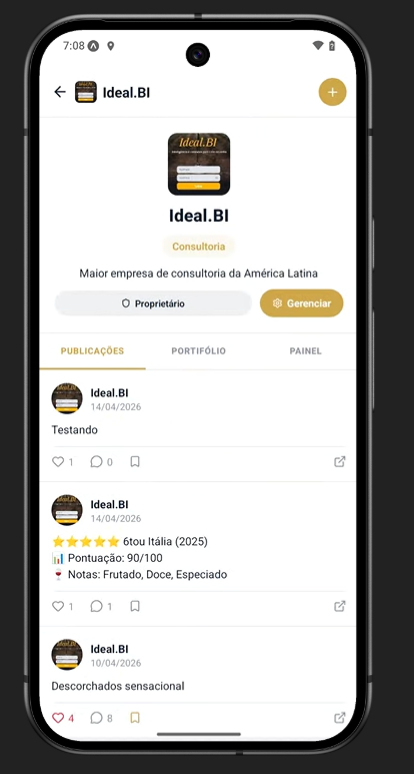 7:08
Ideal.BI
Ideal.BI
Ideal.BI
Consultoria
Maior empresa de consultoria da América Latina
Proprietário
Gerenciar
PUBLICAÇÕES
PORTIFÓLIO
PAINEL
Ideal.BI
14/04/2026
Testando
1
0
Ideal.BI
14/04/2026
⭐⭐⭐⭐⭐ 6tou Itália (2025)
📊 Pontuação: 90/100
🍷 Notas: Frutado, Doce, Especiado
1
1
Ideal.BI
10/04/2026
Descorchados sensacional
4
8